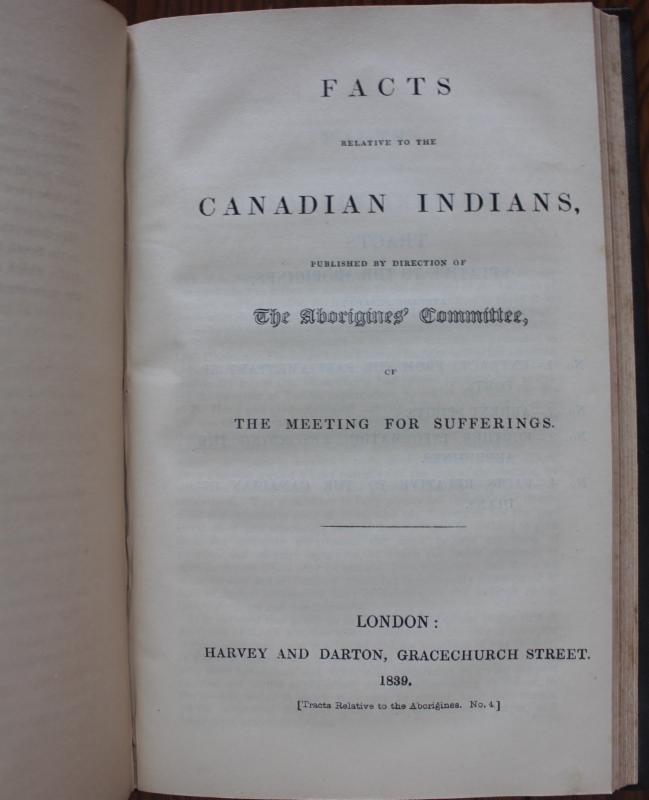 FACTS
RELATIVE TO THE
CANADIAN INDIANS,
PUBLISHED BY DIRECTION OF
The Aborigines' Committee,
OF
THE MEETING FOR SUFFERINGS.
LONDON:
HARVEY AND DARTON, GRACECHURCH STREET.
1839.
[Tracts Relative to the Aborigines. No. 4.]